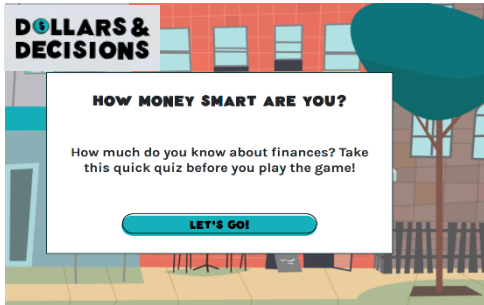 DOLLARS &
DECISIONS
HOW MONEY SMART ARE YOU?
How much do you know about finances? Take
this quick quiz before you play the game!
LET'S GO!